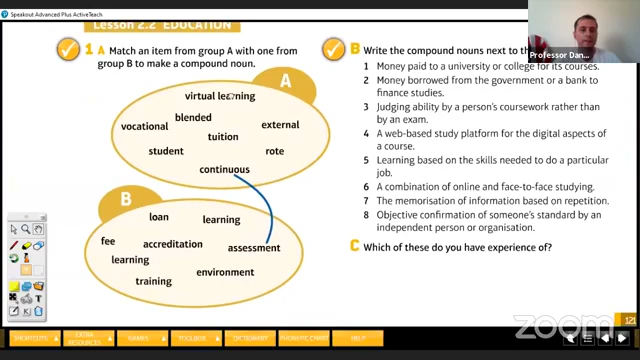 Speakout Advanced Plus ActiveTeach
Lesson 2.2 EDUCATION
1 A Match an item from group A with one from
group B to make a compound noun.
A
virtual learning
blended
vocational
external
tuition
student
rote
continuous
B
loan
learning
fee
accreditation
assessment
learning
environment
training
B Write the compound nouns next to
1 Money paid to a university or college for its courses.
2 Money borrowed from the government or a bank to
finance studies.
3 Judging ability by a person's coursework rather than
by an exam.
4 A web-based study platform for the digital aspects of
a course.
5 Learning based on the skills needed to do a particular
job.
6 A combination of online and face-to-face studying.
7 The memorisation of information based on repetition.
8 Objective confirmation of someone's standard by an
independent person or organisation.
C Which of these do you have experience of?
Professor Dan...
121
SHORTCUTS
EXTRA RESOURCES
GAMES
TOOLBOX
DICTIONARY
PHONETIC CHART
HELP
LIVE